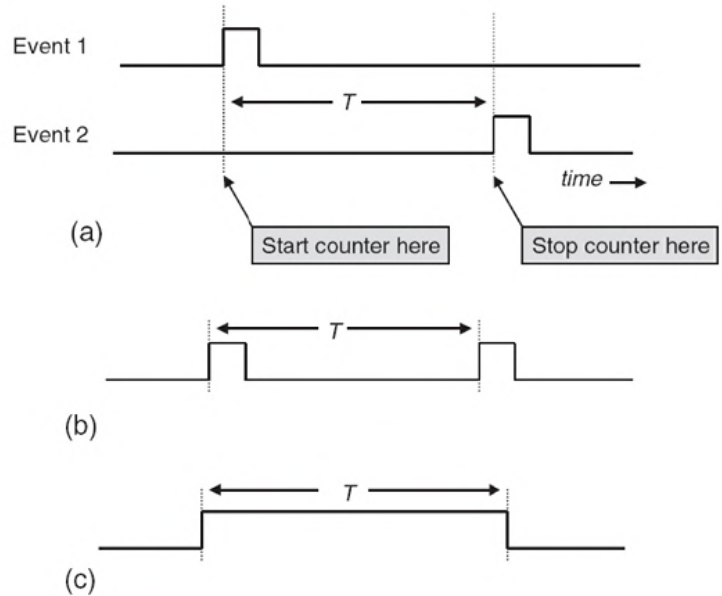 Event 1
T
Event 2
time
(a)
Start counter here
Stop counter here
T
(b)
T
(c)